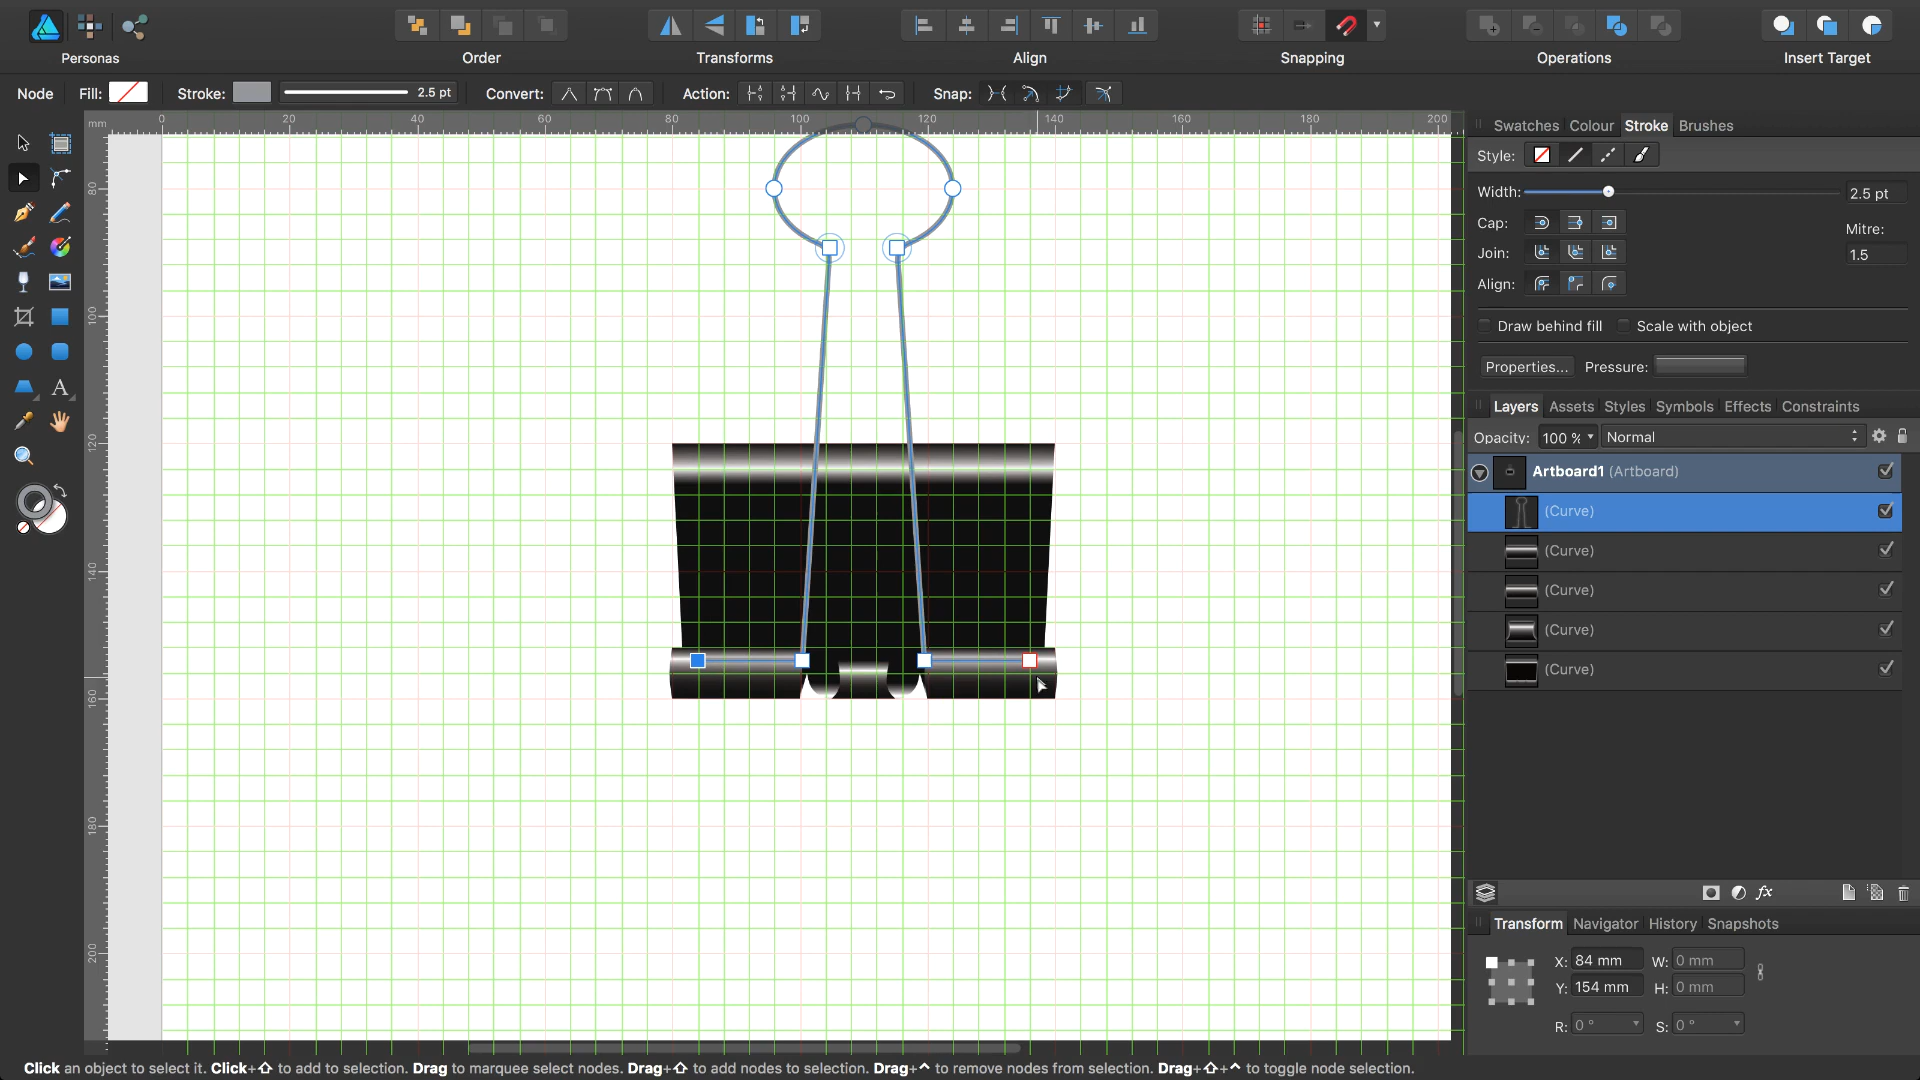 Personas
Order
Transforms
Align
Snapping
Operations
Insert Target
Node
Fill:
Stroke:
2.5 pt
Convert:
Action:
Snap:
mm
0
20
40
60
80
100
120
140
160
180
200
80
100
120
140
160
180
200
Swatches Colour Stroke Brushes
Style:
Width:
2.5 pt
Cap:
Mitre:
Join:
1.5
Align:
Draw behind fill
Scale with object
Properties...
Pressure:
Layers Assets Styles Symbols Effects Constraints
Opacity: 100 % Normal
Artboard1 (Artboard)
(Curve)
(Curve)
(Curve)
(Curve)
(Curve)
fx
Transform Navigator History Snapshots
X: 84 mm W: 0 mm
Y: 154 mm H: 0 mm
R: 0 ° S: 0 °
Click an object to select it. Click+⇧ to add to selection. Drag to marquee select nodes. Drag+⇧ to add nodes to selection. Drag+⌃ to remove nodes from selection. Drag+⇧+⌃ to toggle node selection.